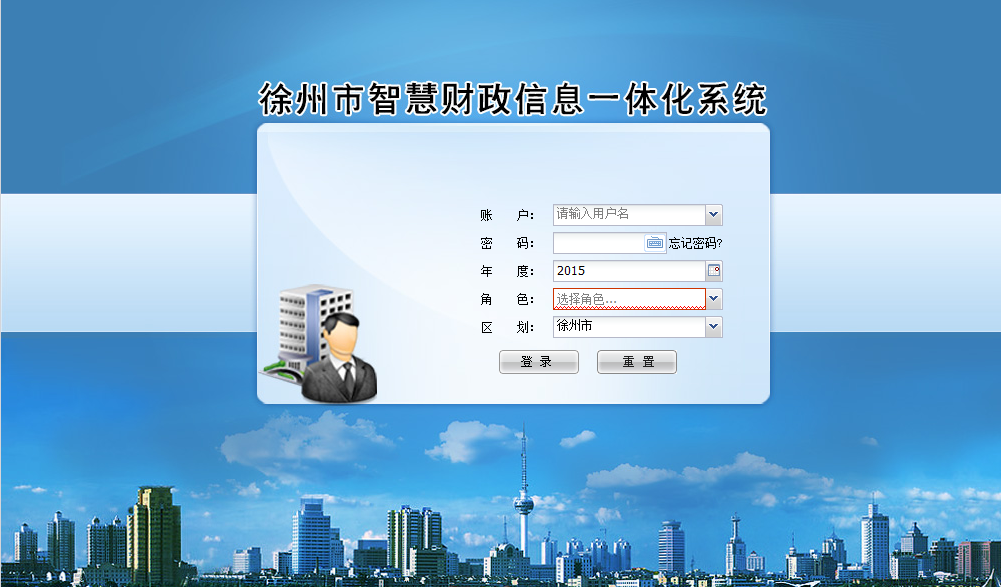 徐州市智慧财政信息一体化系统
账 户： 请输入用户名
密 码： 忘记密码?
年 度： 2015
角 色： 选择角色...
区 划： 徐州市
登 录 重 置